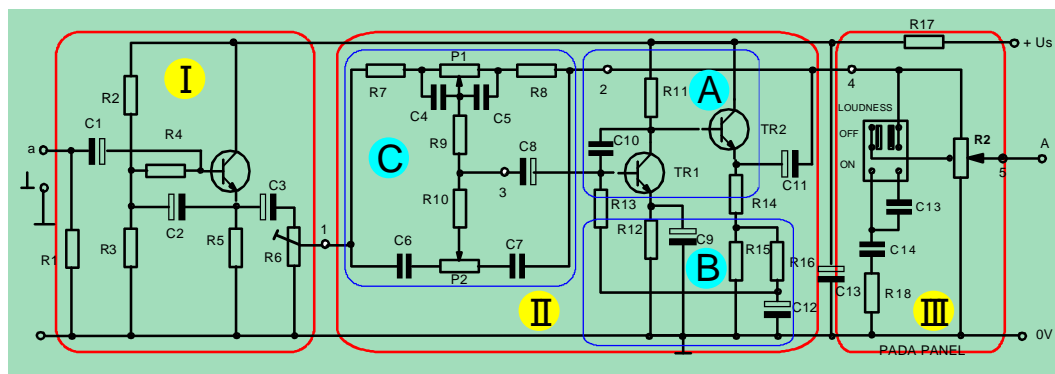 I
R2
C1
R4
a
C3
C2
R3
R5
R1
R6
1
P1
R7
R8
C4
C5
C
R9
C8
3
R10
C6
C7
P2
II
2
A
R11
C10
TR2
TR1
C11
R13
R14
R12
C9
R15
B
R16
C13
C12
R17
+ Us
4
LOUDNESS
OFF
ON
R2
A
5
C13
C14
R18
III
0V
PADA PANEL